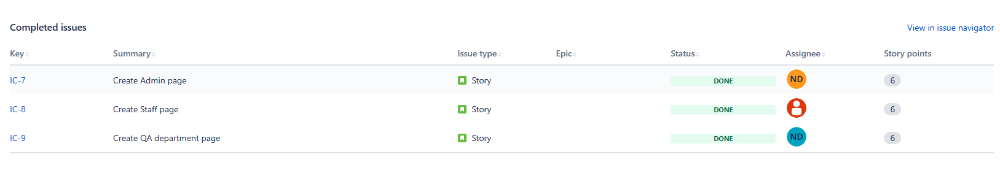 Completed issues View in issue navigator
Key Summary Issue type Epic Status Assignee Story points
IC-7 Create Admin page Story DONE ND 6
IC-8 Create Staff page Story DONE 6
IC-9 Create QA department page Story DONE ND 6